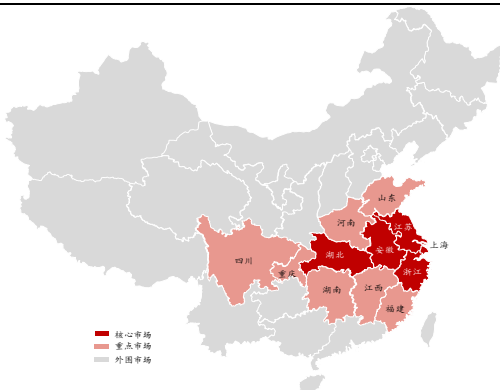 山东
河南
江苏
上海
安徽
湖北
四川
浙江
重庆
湖南
江西
福建
核心市场
重点市场
外围市场